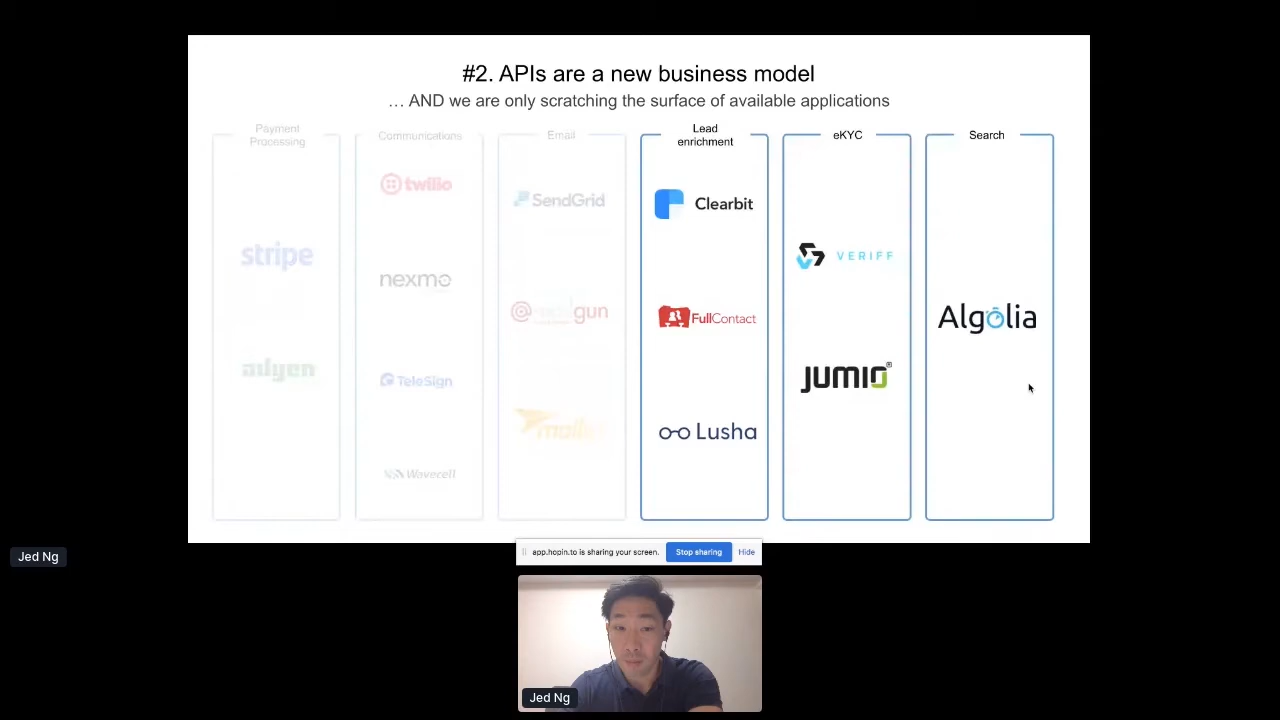 #2. APIs are a new business model
… AND we are only scratching the surface of available applications
Payment
Processing
stripe
adyen
Communications
twilio
nexmo
TeleSign
Wavecell
Email
SendGrid
Lead
enrichment
Clearbit
FullContact
Lusha
eKYC
VERIFF
JUMIO®
Search
Algolia
Jed Ng
app.hopin.to is sharing your screen.
Stop sharing
Hide
Jed Ng